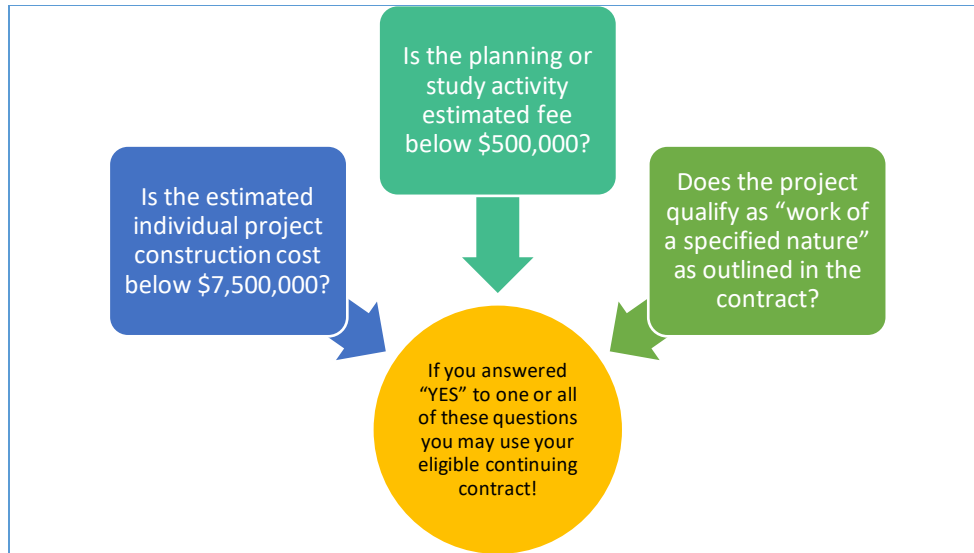 Is the planning or
study activity
estimated fee
below $500,000?
Is the estimated
individual project
construction cost
below $7,500,000?
Does the project
qualify as “work of
a specified nature”
as outlined in the
contract?
If you answered
“YES” to one or all
of these questions
you may use your
eligible continuing
contract!